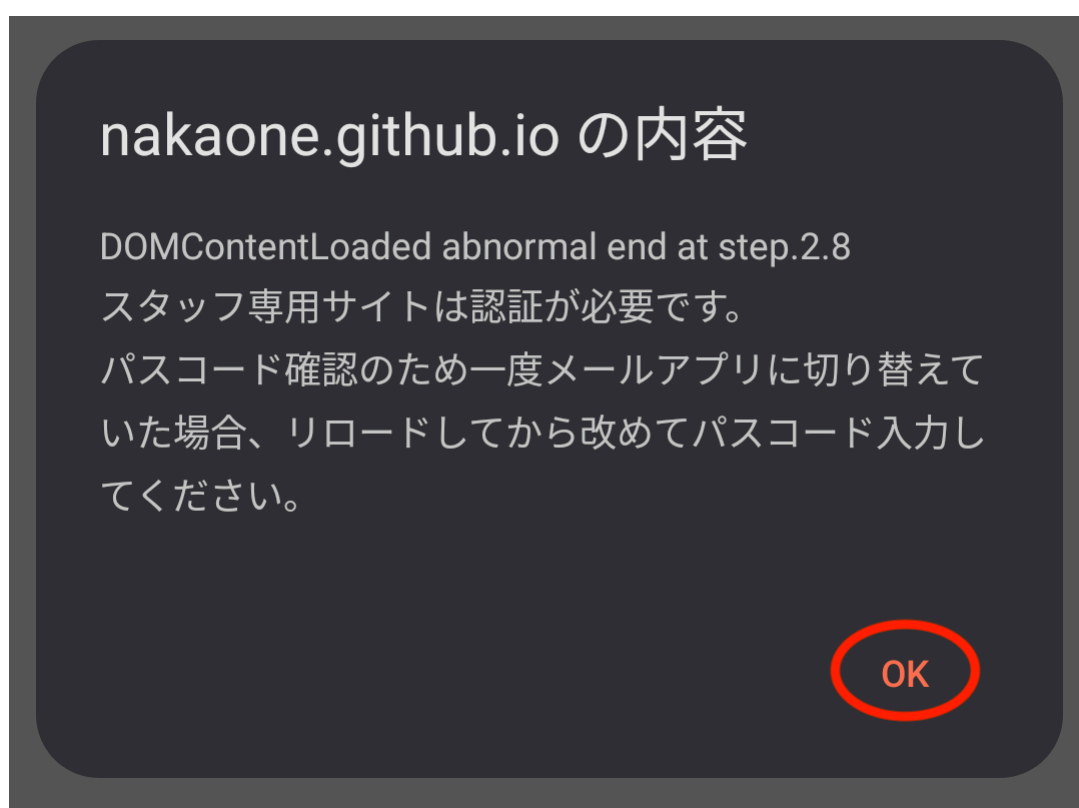 nakaone.github.io の内容
DOMContentLoaded abnormal end at step.2.8
スタッフ専用サイトは認証が必要です。
パスコード確認のため一度メールアプリに切り替えて
いた場合、リロードしてから改めてパスコード入力し
てください。
OK